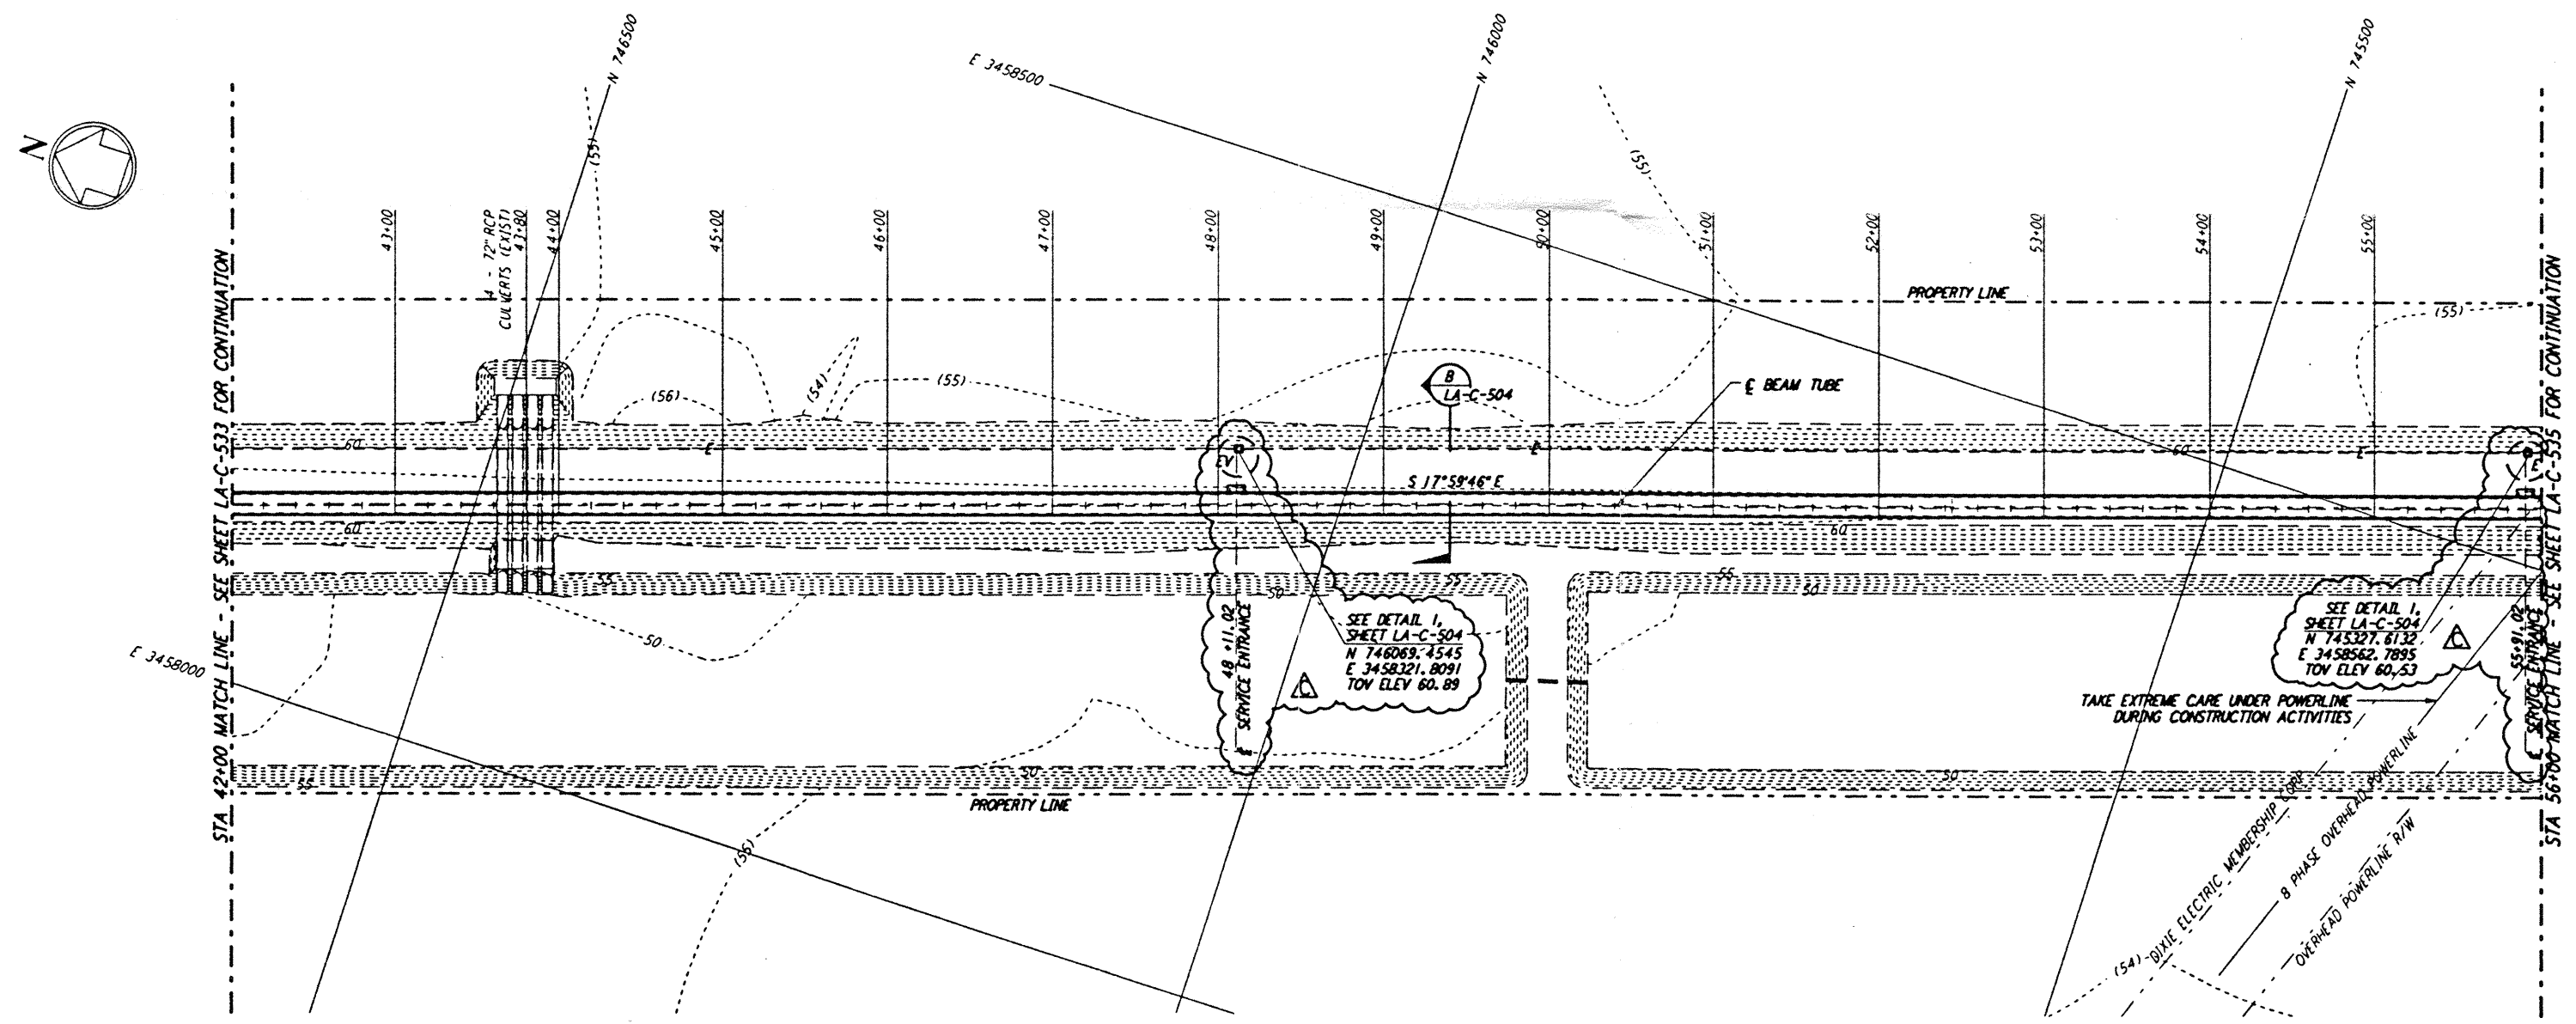 N
N 746500
E 3458500
N 746000
N 745500
STA 42+00 MATCH LINE - SEE SHEET LA-C-533 FOR CONTINUATION
43+00
4 - 72" RCP
CULVERTS (EXIST)
43+80
44+00
45+00
46+00
47+00
48+00
49+00
50+00
51+00
52+00
53+00
54+00
55+00
(55)
(55)
PROPERTY LINE
(55)
(56)
(54)
(55)
B
LA-C-504
℄ BEAM TUBE
60
E
E
60
E
EV
S 17°59'46" E
60
60
55
50
55
55
50
50
48 +11.02
℄ SERVICE ENTRANCE
SEE DETAIL 1,
SHEET LA-C-504
N 746069.4545
E 3458321.8091
TOV ELEV 60.89
C
SEE DETAIL 1,
SHEET LA-C-504
N 745327.6132
E 3458562.7895
TOV ELEV 60.53
C
55+91.02
℄ SERVICE ENTRANCE
E 3458000
TAKE EXTREME CARE UNDER POWERLINE
DURING CONSTRUCTION ACTIVITIES
55
50
50
PROPERTY LINE
(55)
(54)
DIXIE ELECTRIC MEMBERSHIP CORP
8 PHASE OVERHEAD POWERLINE
OVERHEAD POWERLINE R/W
STA 56+00 MATCH LINE - SEE SHEET LA-C-535 FOR CONTINUATION